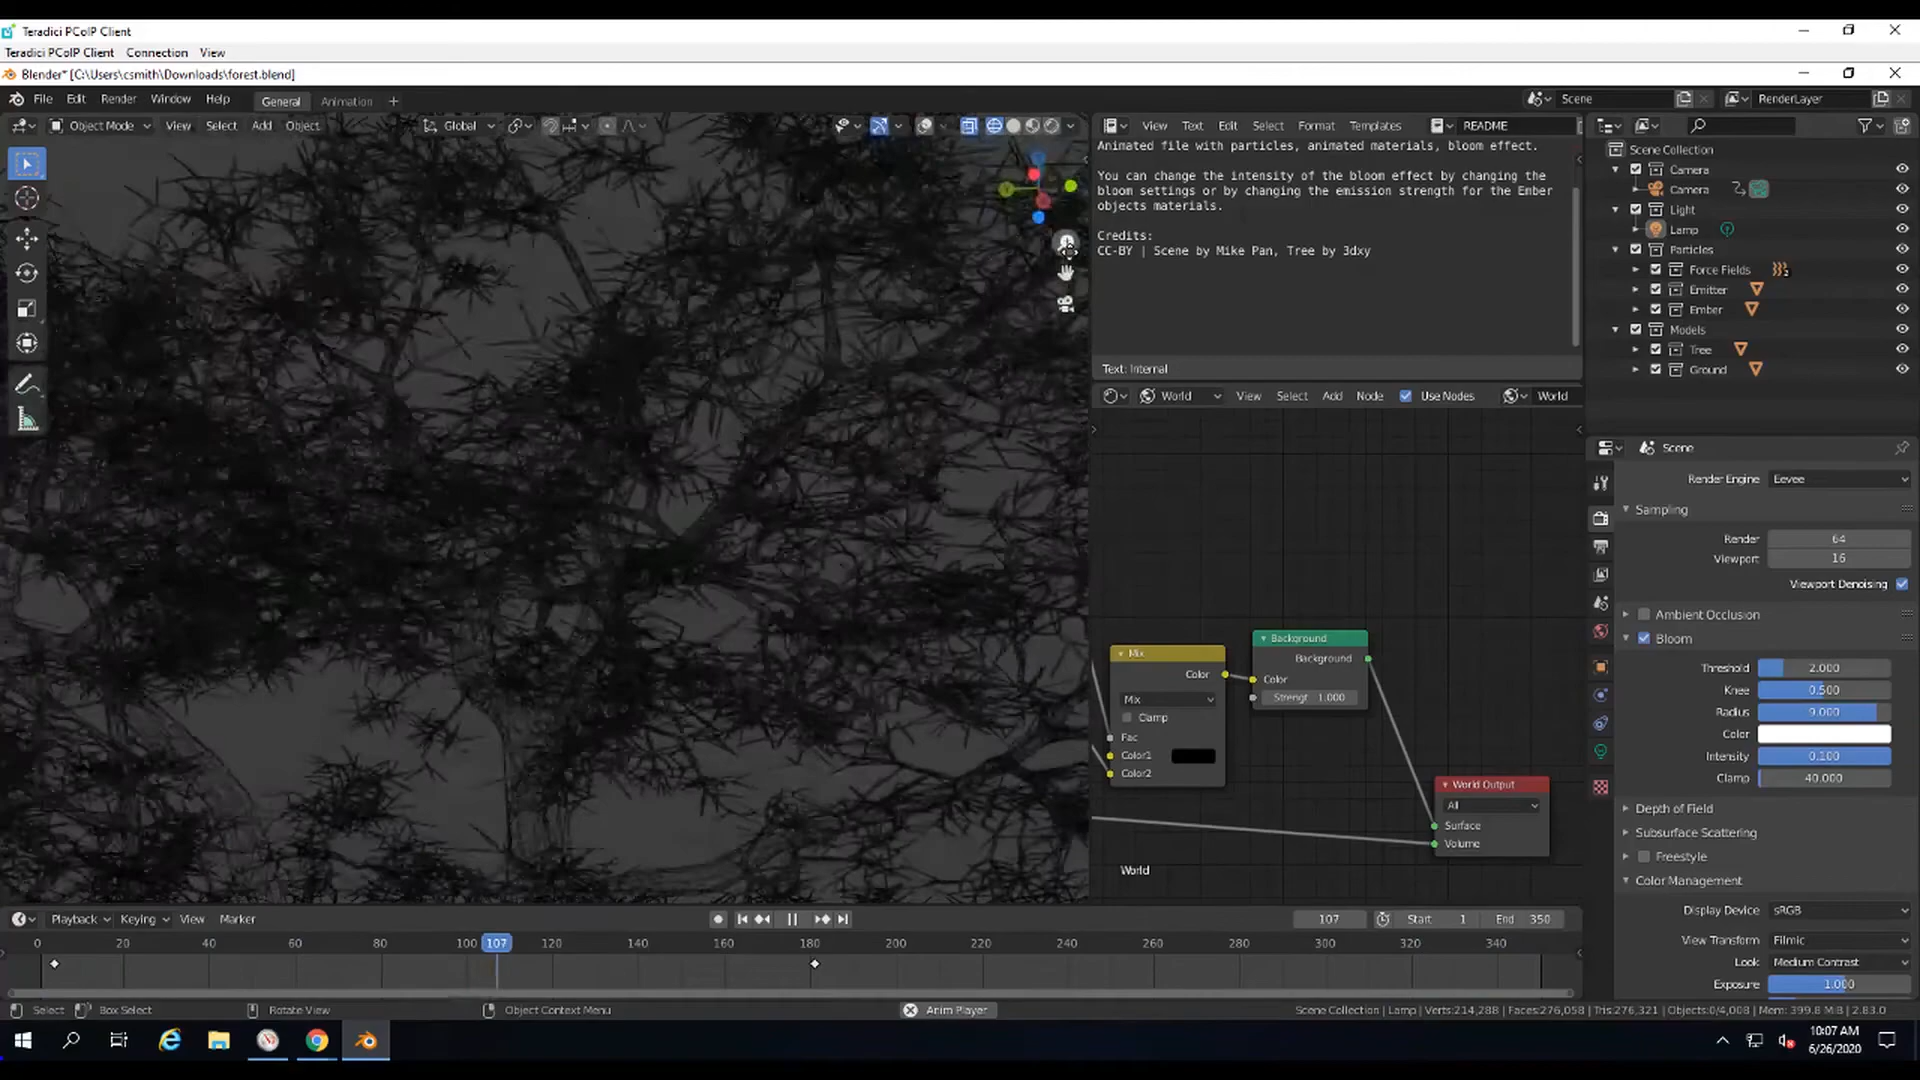 Teradici PCoIP Client
Teradici PCoIP Client Connection View
Blender* [C:\Users\csmith\Downloads\forest.blend]
File Edit Render Window Help General Animation + Scene RenderLayer
Object Mode View Select Add Object Global
View Text Edit Select Format Templates README
Animated file with particles, animated materials, bloom effect.
You can change the intensity of the bloom effect by changing the
bloom settings or by changing the emission strength for the Ember
objects materials.
Credits:
CC-BY | Scene by Mike Pan, Tree by 3dxy
Text: Internal
World View Select Add Node Use Nodes World
Mix
Color
Mix
Clamp
Fac
Color1
Color2
Background
Background
Color
Strengt 1.000
World Output
All
Surface
Volume
World
Scene Collection
Camera
Camera
Light
Lamp
Particles
Force Fields 2
Emitter
Ember
Models
Tree
Ground
Scene
Render Engine Eevee
Sampling
Render 64
Viewport 16
Viewport Denoising
Ambient Occlusion
Bloom
Threshold 2.000
Knee 0.500
Radius 9.000
Color
Intensity 0.100
Clamp 40.000
Depth of Field
Subsurface Scattering
Freestyle
Color Management
Display Device sRGB
View Transform Filmic
Look Medium Contrast
Exposure 1.000
Playback Keying View Marker 107 Start 1 End 350
0 20 40 60 80 100 107 120 140 160 180 200 220 240 260 280 300 320 340
Select Box Select Rotate View Object Context Menu Anim Player Scene Collection | Lamp | Verts:214,288 | Faces:276,058 | Tris:276,321 | Objects:0/4,008 | Mem: 399.8 MiB | 2.83.0
10:07 AM
6/26/2020